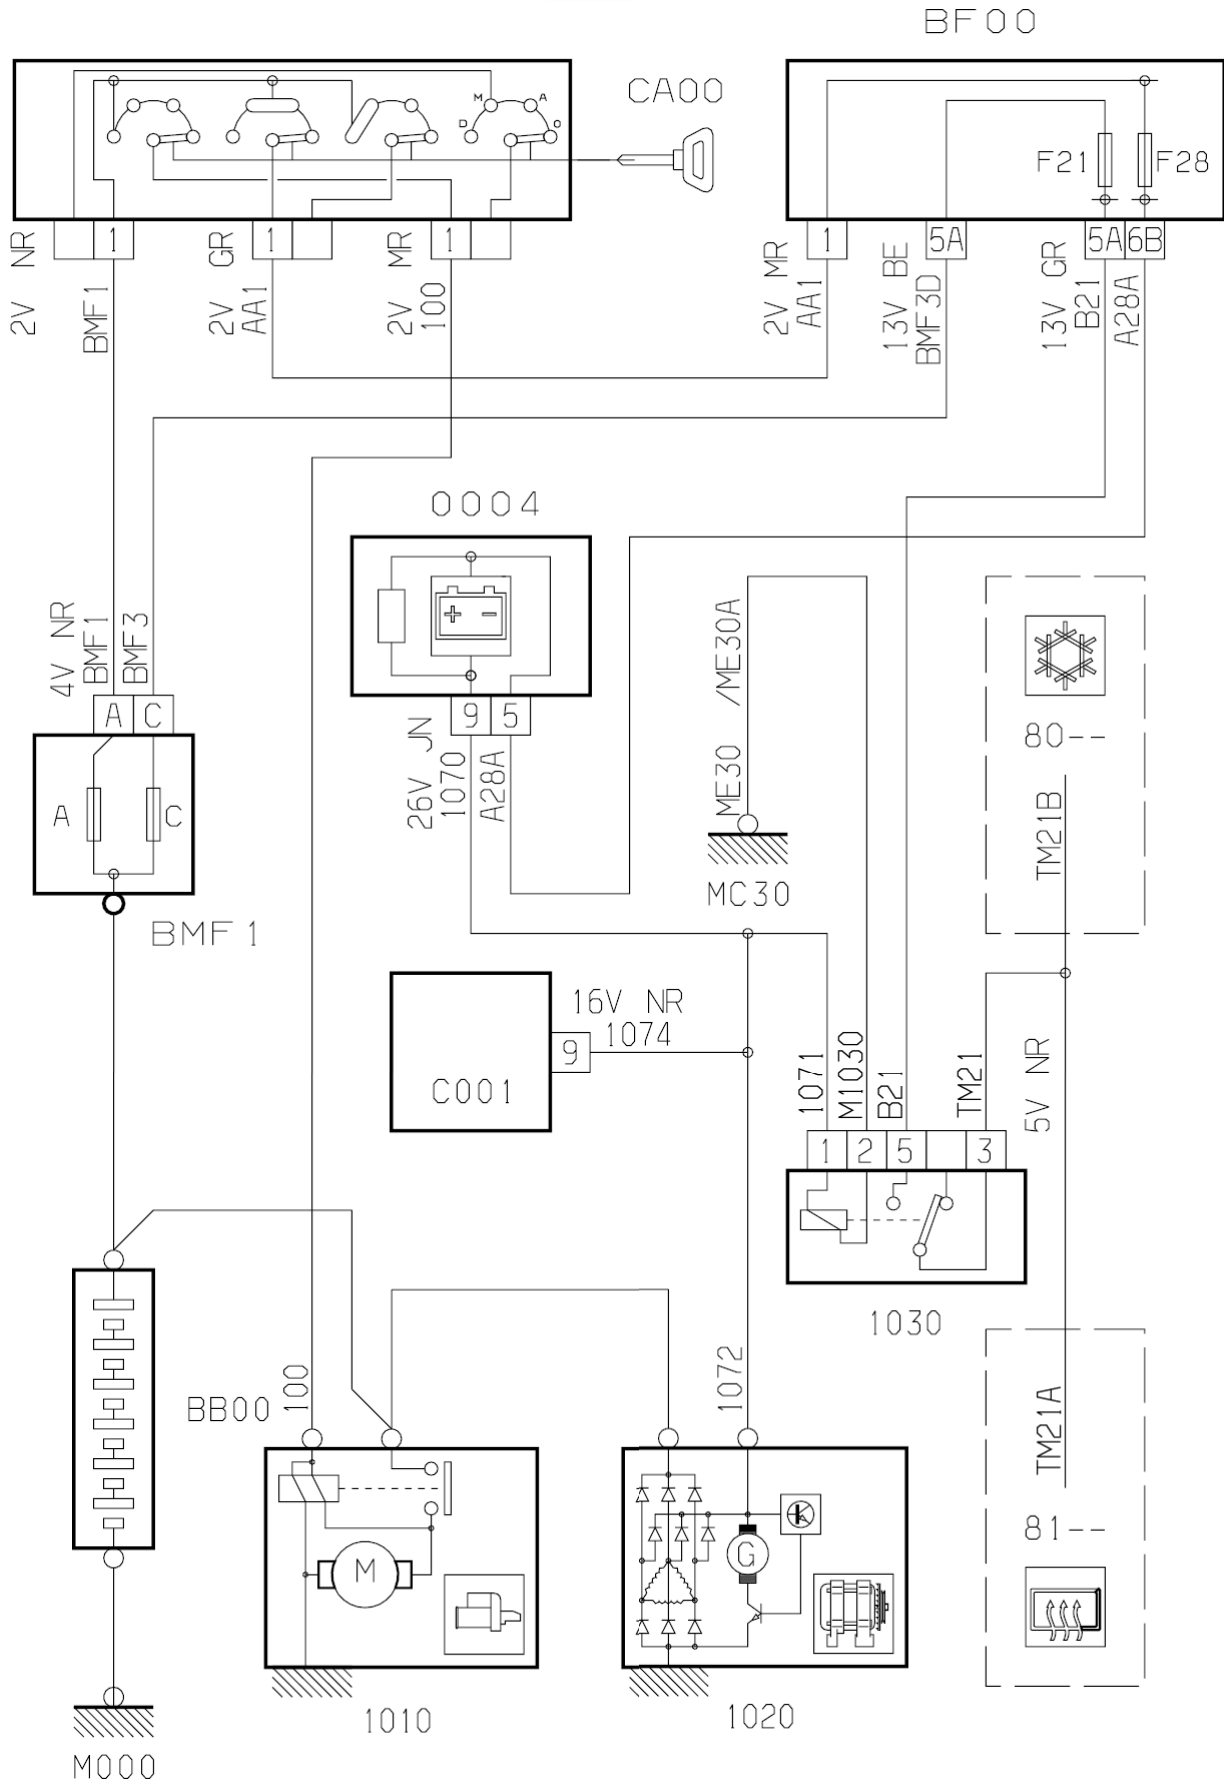 BF00
CA00
M
A
D
O
F21
F28
1
1
1
1
5A
5A
6B
2V NR
BMF1
2V GR
AA1
2V MR
100
2V MR
AA1
13V BE
BMF3D
13V GR
B21
A28A
0004
4V NR
BMF1
BMF3
A
C
A
C
BMF1
+ -
9
5
26V JN
1070
A28A
ME30 /ME30A
MC30
80--
TM21B
C001
9
16V NR
1074
1071
M1030
B21
TM21
5V NR
1
2
5
3
1030
BB00
100
1072
M
G
1010
1020
TM21A
81--
M000